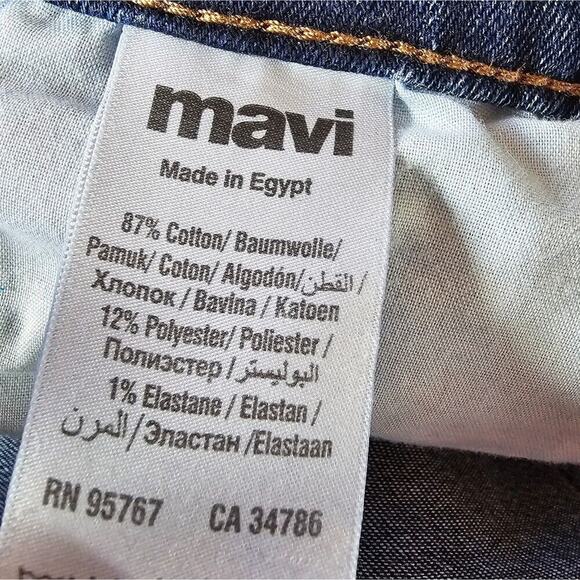 mavi
Made in Egypt
87% Cotton/ Baumwolle/
Pamuk/ Coton/ Algodón/القطن/
Хлопок / Bavlna / Katoen
12% Polyester/ Poliester /
Полиэстер /البوليستر/
1% Elastane / Elastan /
المرن/Эластан /Elastaan
RN 95767 CA 34786